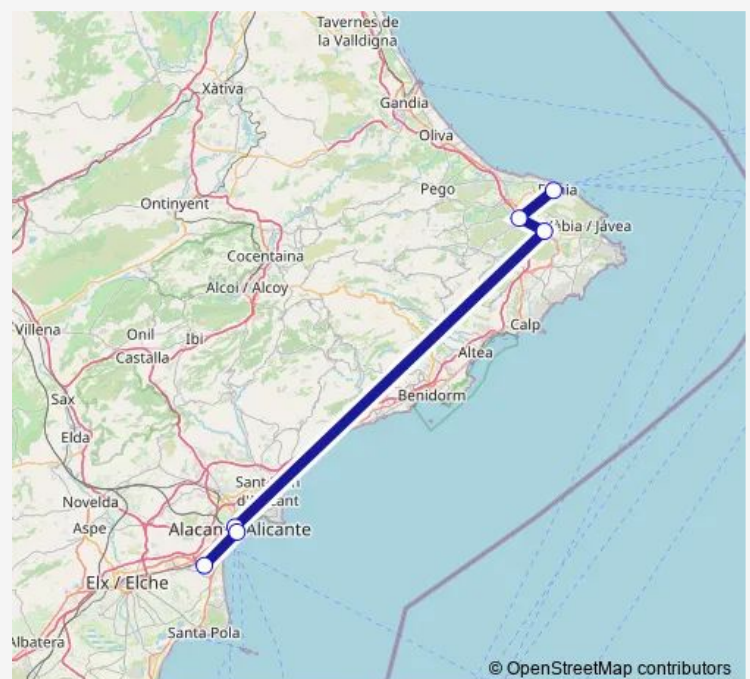 Tavernes de
la Valldigna
Xàtiva
Gandia
Oliva
Pego
Ontinyent
/ Jávea
Cocentaina
Alcoi / Alcoy
Villena
Onil
Ibi
Calp
Castalla
Altea
Sax
Benidorm
Elda
Novelda
Aspe
Alicante
Elx / Elche
Santa Pola
Albatera
© OpenStreetMap contributors